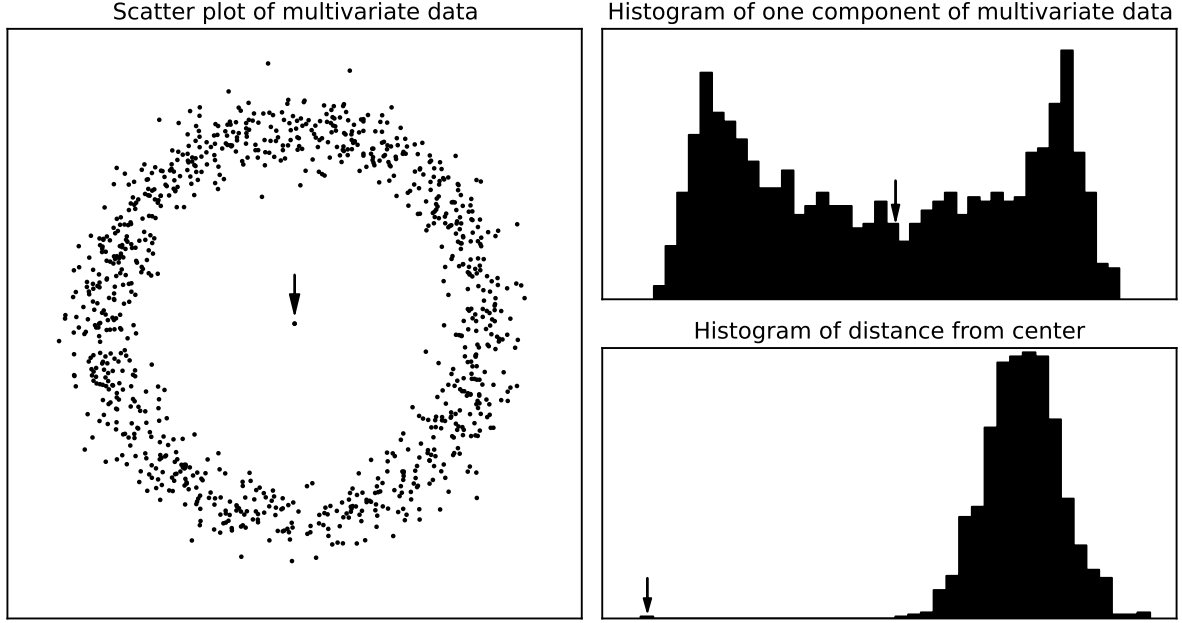 Scatter plot of multivariate data
Histogram of one component of multivariate data
Histogram of distance from center